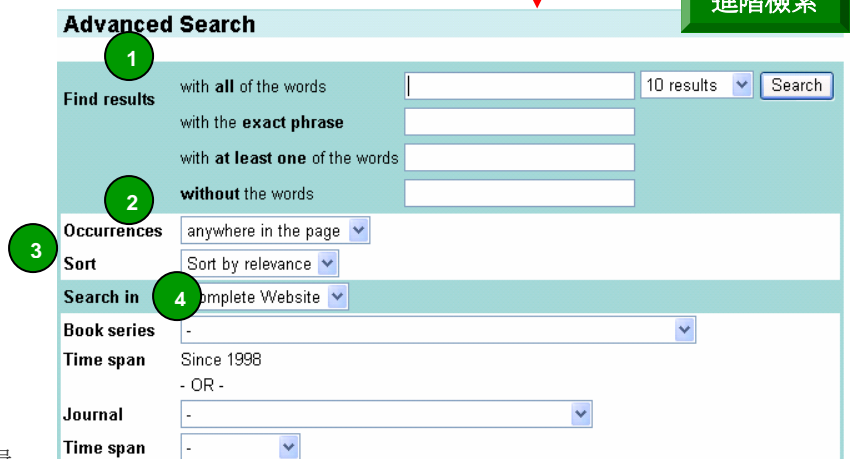 進階檢索
Advanced Search
1
Find results
with all of the words
10 results
Search
with the exact phrase
with at least one of the words
without the words
2
Occurrences
anywhere in the page
3
Sort
Sort by relevance
Search in
4
omplete Website
Book series
-
Time span
Since 1998
- OR -
Journal
-
Time span
-